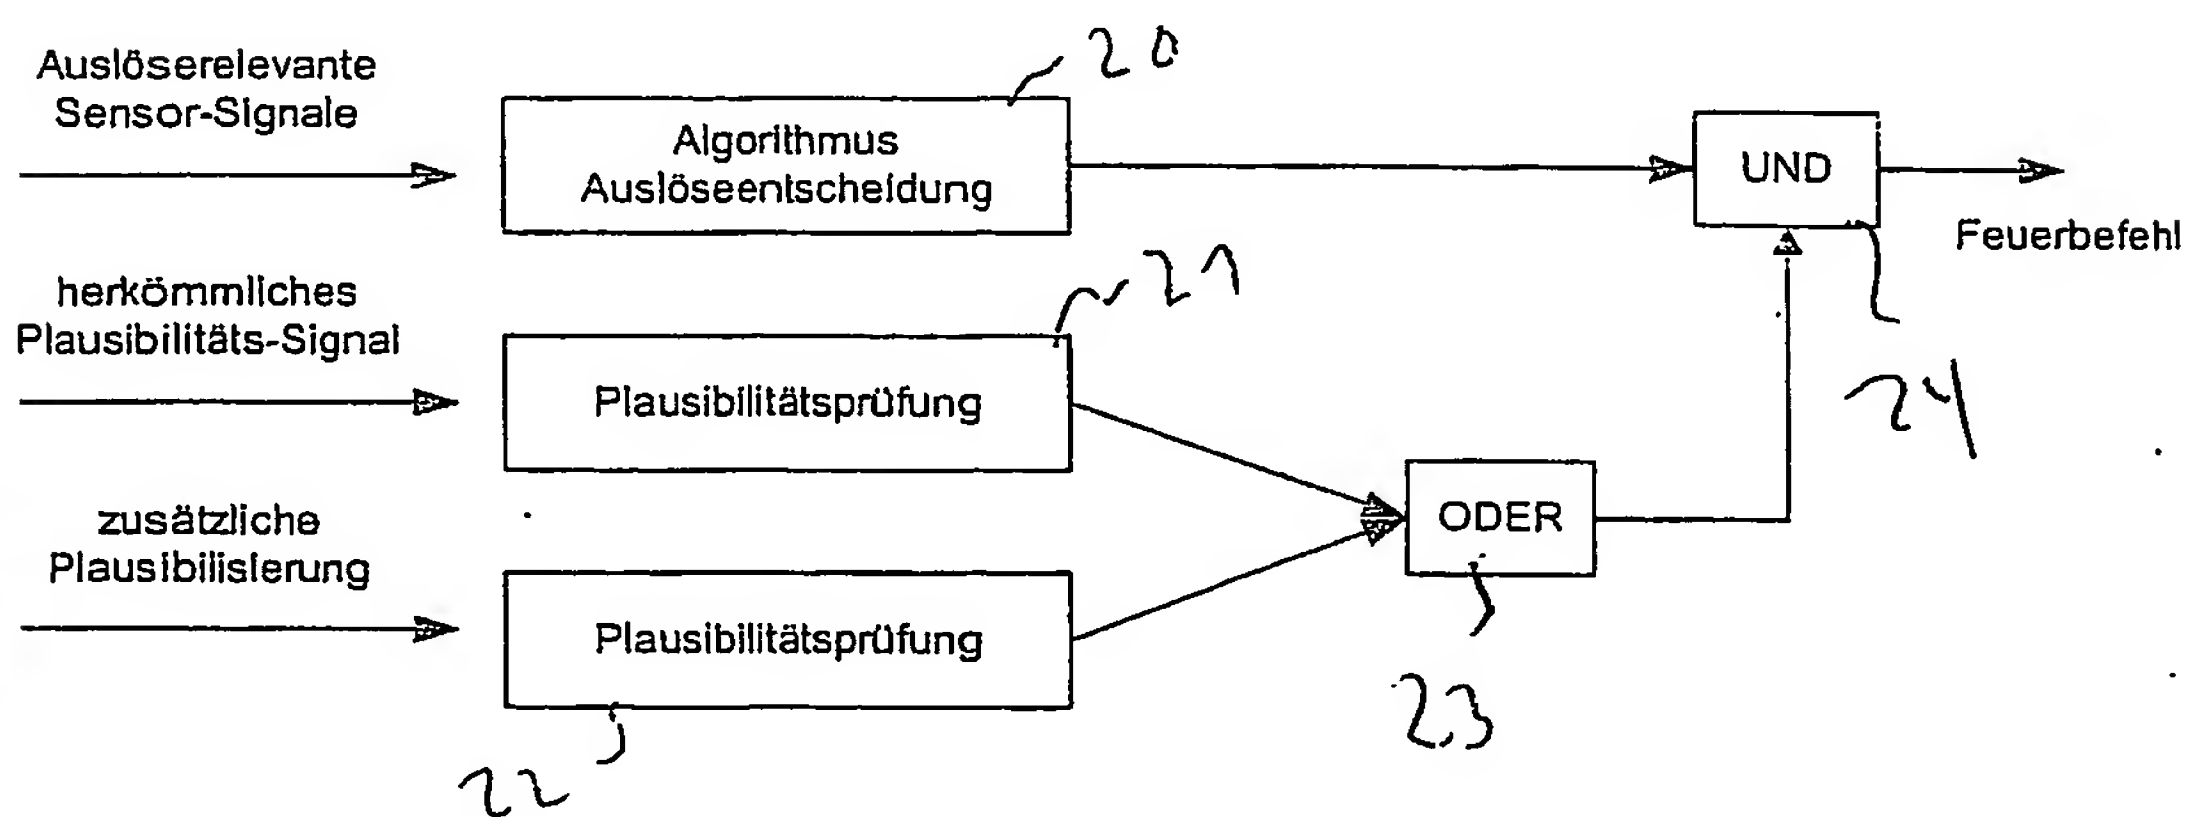 Auslöserelevante
Sensor-Signale
20
Algorithmus
Auslöseentscheidung
UND
Feuerbefehl
herkömmliches
Plausibilitäts-Signal
21
Plausibilitätsprüfung
24
zusätzliche
Plausibilisierung
ODER
Plausibilitätsprüfung
23
22